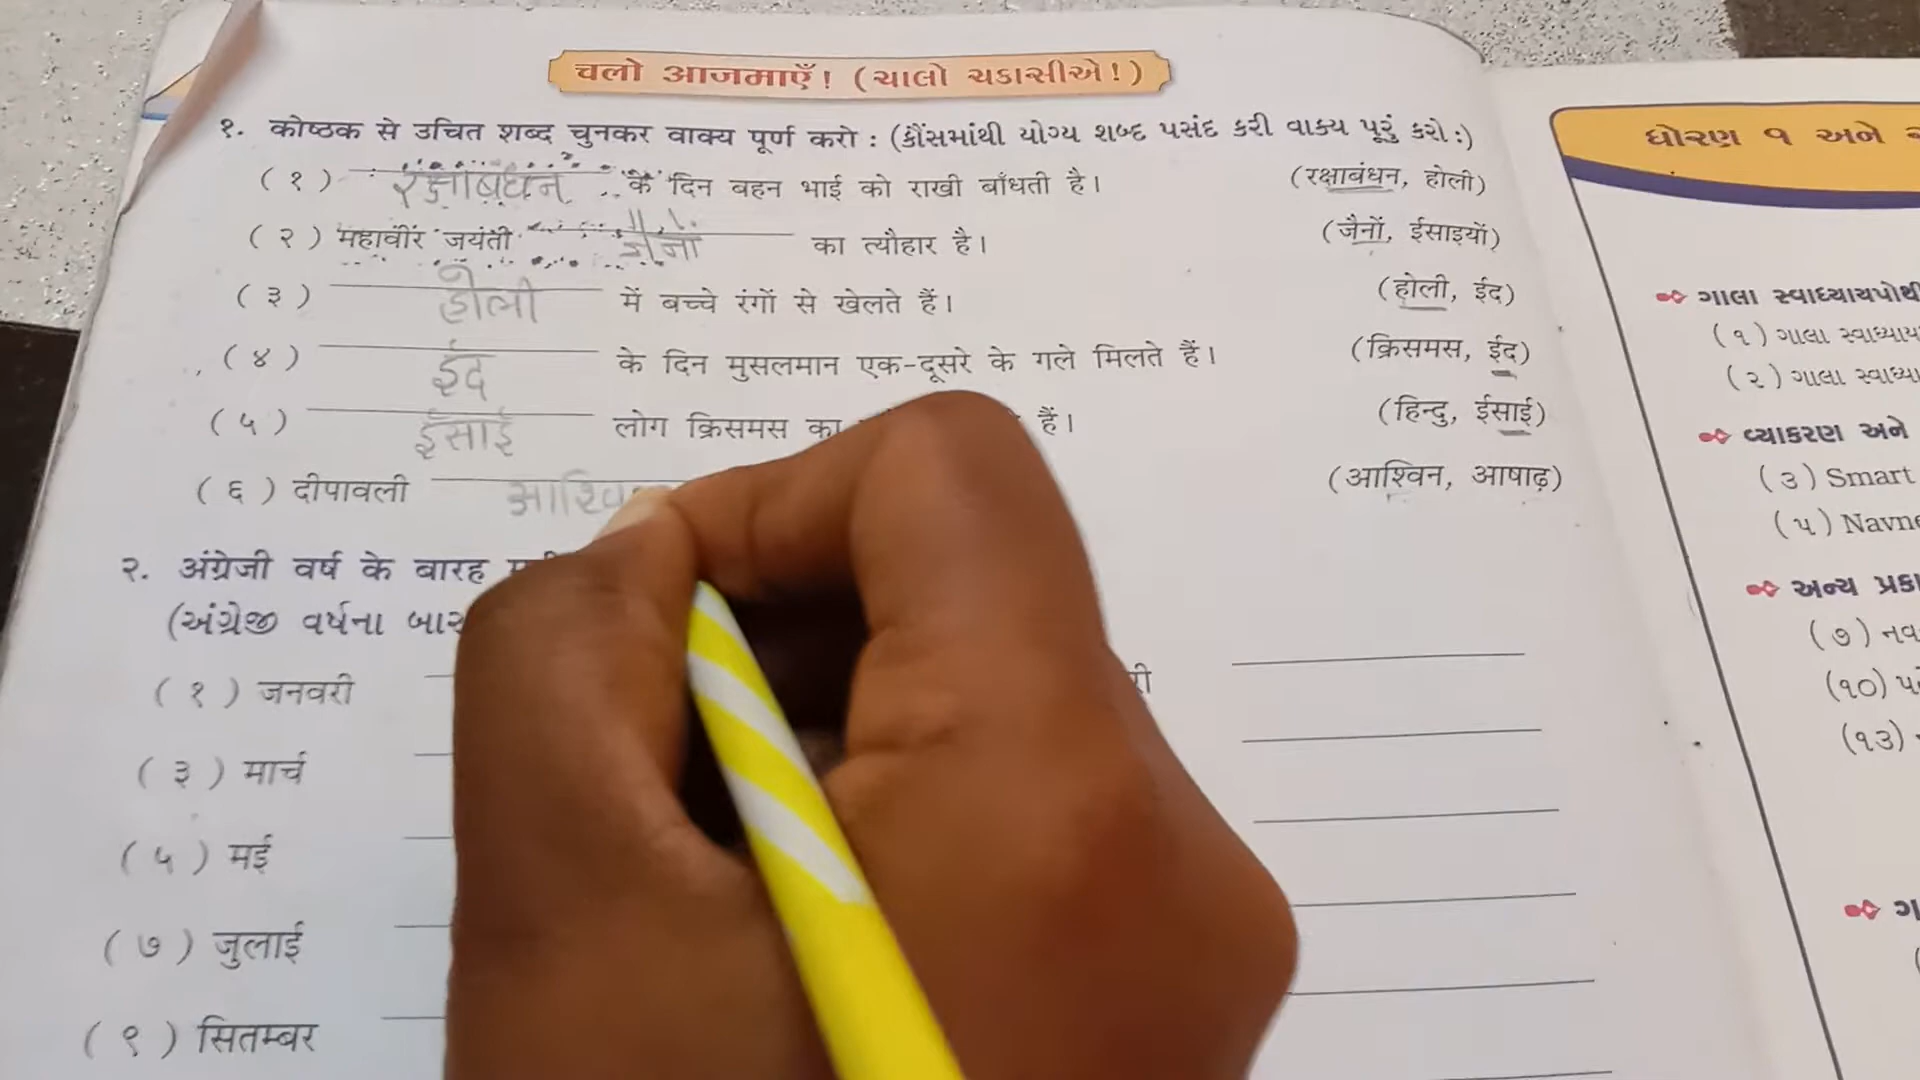 चलो आजमाएँ! (ચાલો ચકાસીએ!)
१. कोष्ठक से उचित शब्द चुनकर वाक्य पूर्ण करो : (કૌંસમાંથી યોગ્ય શબ્દ પસંદ કરી વાક્ય પૂરું કરો :)
(१) रक्षाबंधन के दिन बहन भाई को राखी बाँधती है। (रक्षाबंधन, होली)
(२) महावीर जयंती जैनों का त्यौहार है। (जैनों, ईसाइयों)
(३) होली में बच्चे रंगों से खेलते हैं। (होली, ईद)
(४) ईद के दिन मुसलमान एक-दूसरे के गले मिलते हैं। (क्रिसमस, ईद)
(५) ईसाई लोग क्रिसमस का हैं। (हिन्दु, ईसाई)
(६) दीपावली आश्वि (आश्विन, आषाढ़)
२. अंग्रेजी वर्ष के बारह
(અંગ્રેજી વર્ષના બાર
(१) जनवरी
(३) मार्च
(५) मई
(७) जुलाई
(९) सितम्बर
ધોરણ ૧ અને
ગાલા સ્વાધ્યાયપોથી
(૧) ગાલા સ્વાધ્યાય
(૨) ગાલા સ્વાધ્યા
વ્યાકરણ અને
(૩) Smart
(૫) Navne
અન્ય પ્રકા
(૭) નવ
(૧૦)
(૧૩)